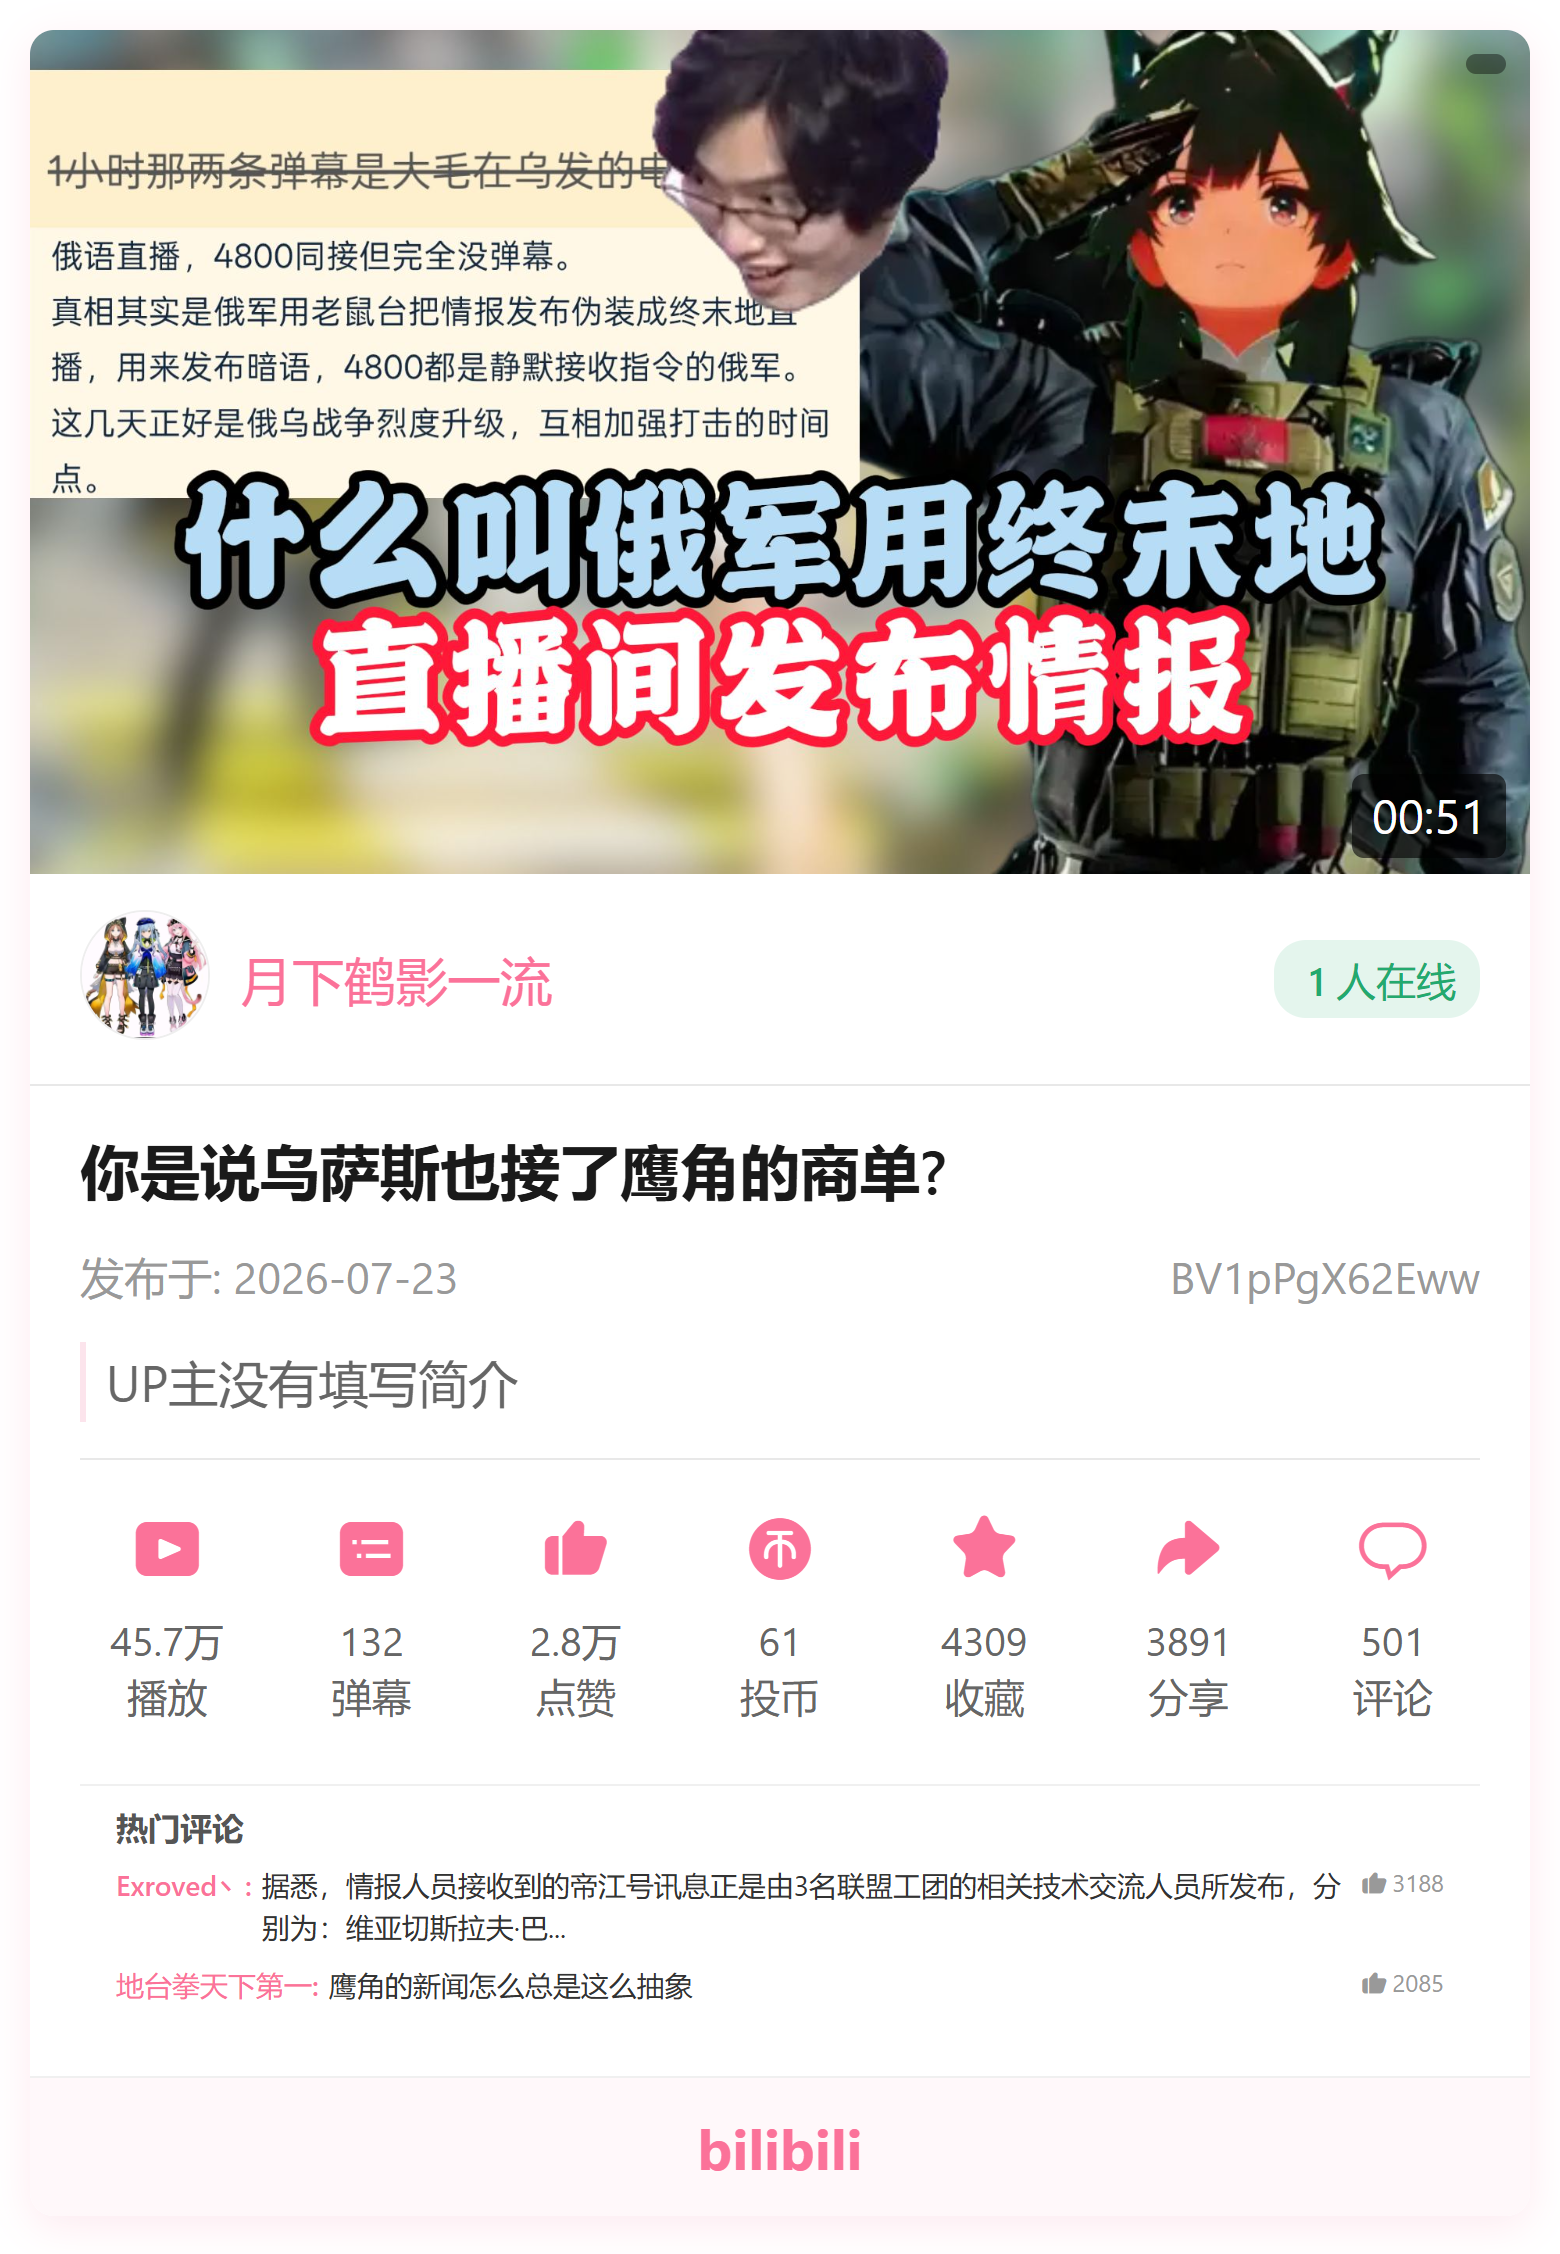 1小时那两条弹幕是大毛在乌发的电
俄语直播，4800同接但完全没弹幕。
真相其实是俄军用老鼠台把情报发布伪装成终末地直
播，用来发布暗语，4800都是静默接收指令的俄军。
这几天正好是俄乌战争烈度升级，互相加强打击的时间
点。
什么叫俄军用终末地
直播间发布情报
00:51
月下鹤影一流
1 人在线
你是说乌萨斯也接了鹰角的商单?
发布于: 2026-07-23
BV1pPgX62Eww
UP主没有填写简介
45.7万 132 2.8万 61 4309 3891 501
播放 弹幕 点赞 投币 收藏 分享 评论
热门评论
Exroved丶: 据悉，情报人员接收到的帝江号讯息正是由3名联盟工团的相关技术交流人员所发布，分 3188
别为：维亚切斯拉夫·巴...
地台拳天下第一: 鹰角的新闻怎么总是这么抽象 2085
bilibili